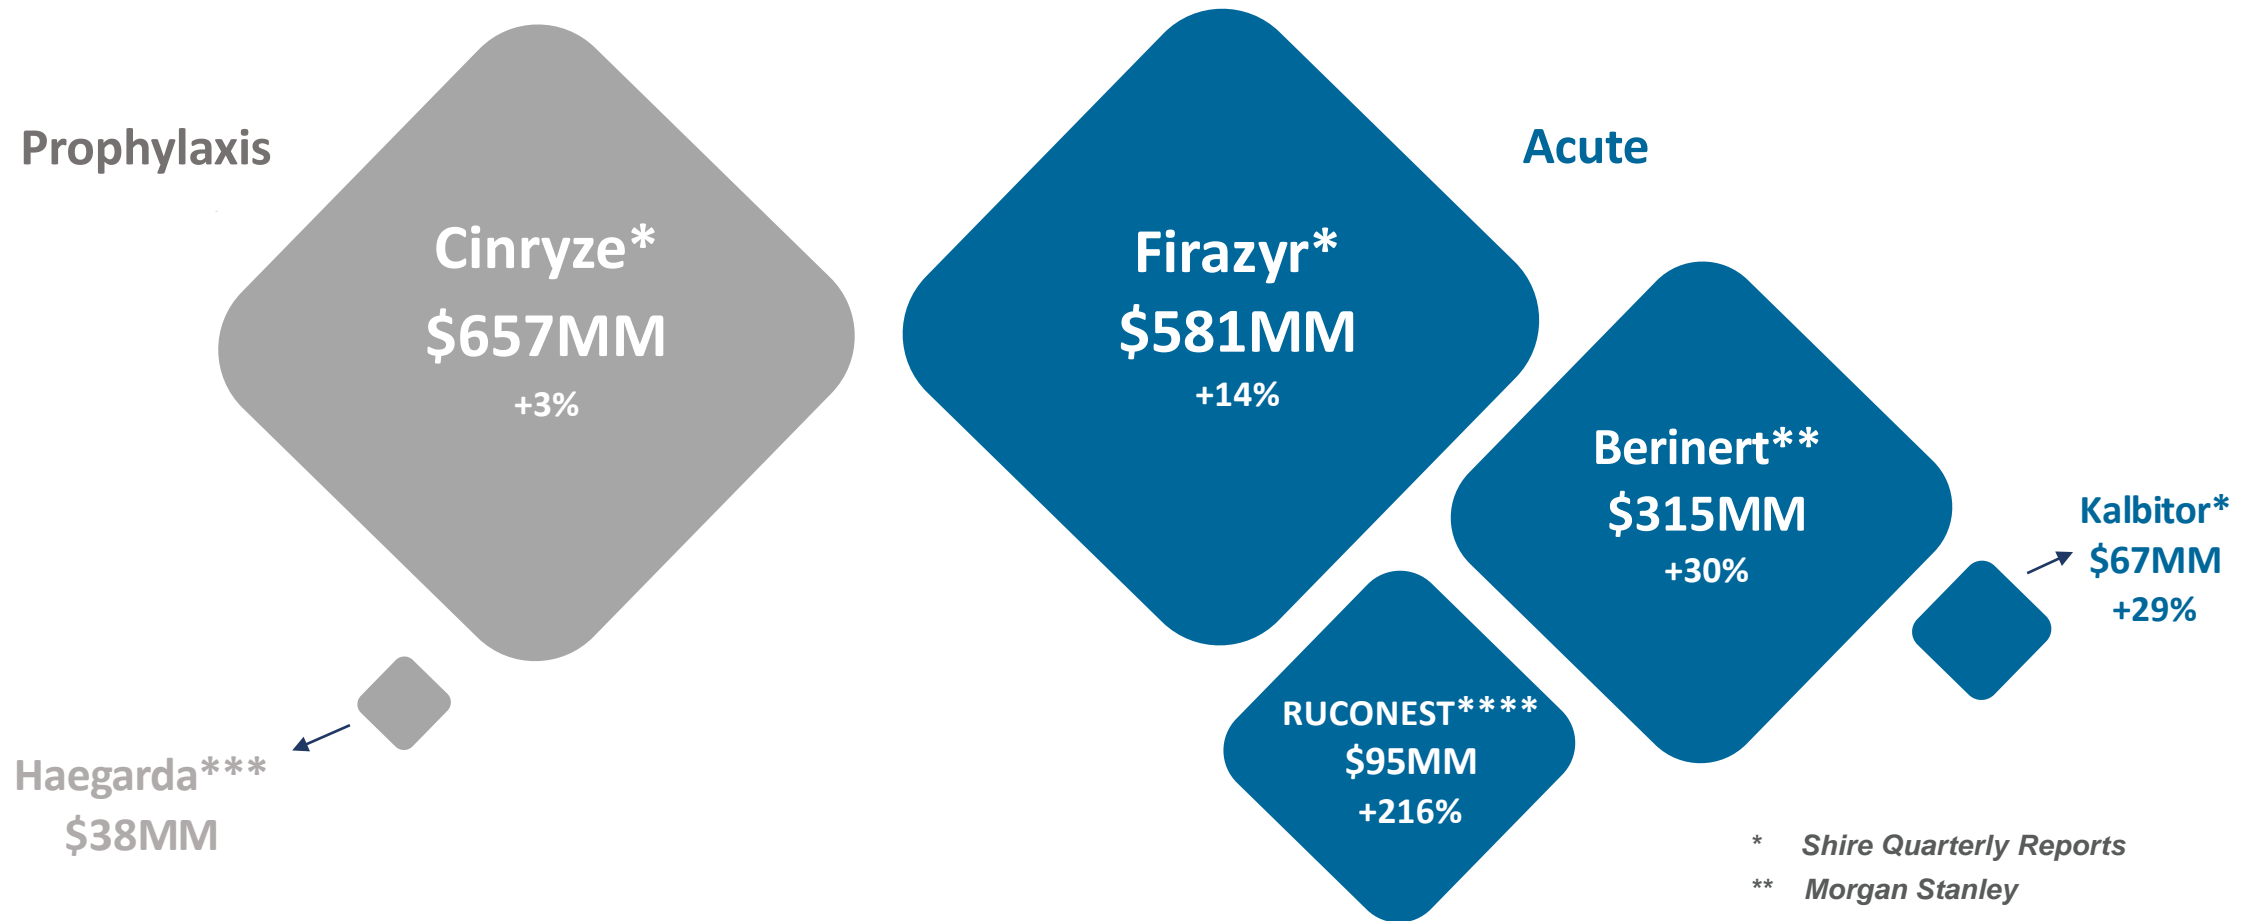 Prophylaxis
Cinryze*
$657MM
+3%
Haegarda***
$38MM
Acute
Firazyr*
$581MM
+14%
Berinert**
$315MM
+30%
Kalbitor*
$67MM
+29%
RUCONEST****
$95MM
+216%
* Shire Quarterly Reports
** Morgan Stanley